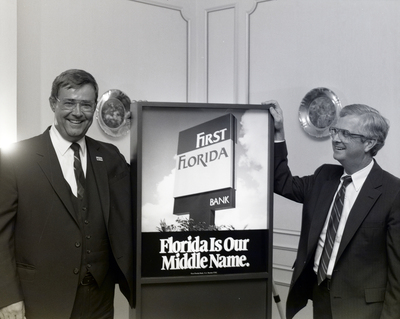 FIRST
FLORIDA
BANK
Florida Is Our
Middle Name.